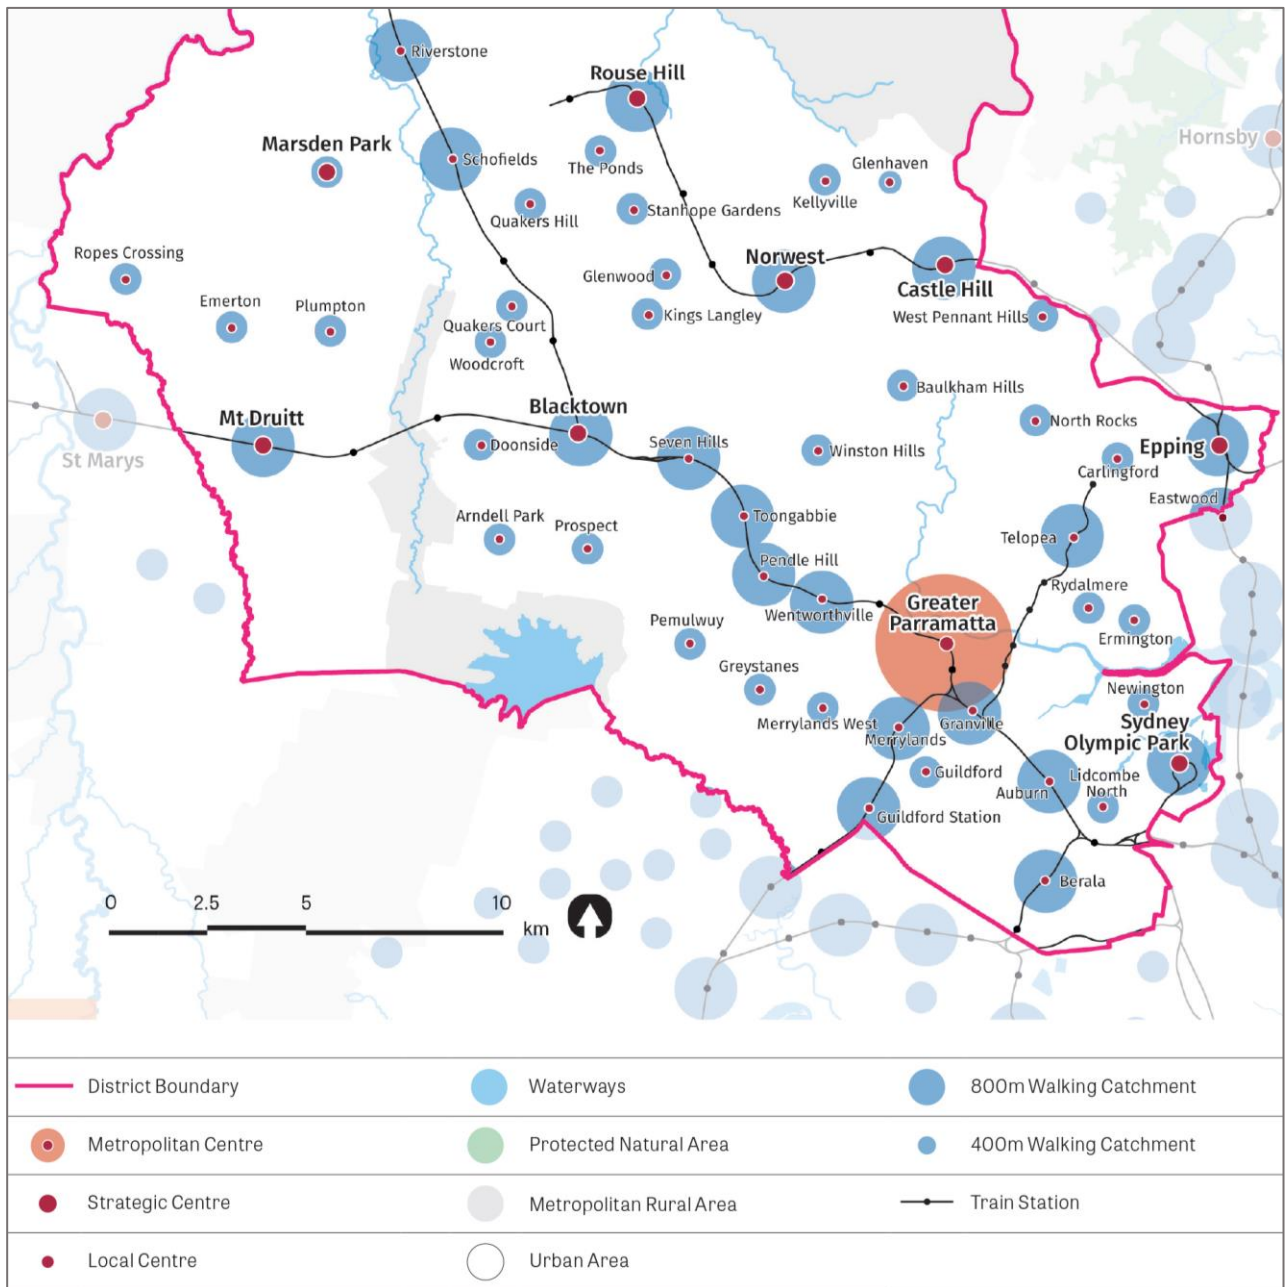 Riverstone
Rouse Hill
Hornsby
Marsden Park
Schofields
The Ponds
Glenhaven
Kellyville
Quakers Hill
Stanhope Gardens
Ropes Crossing
Glenwood
Norwest
Castle Hill
Emerton
Plumpton
Quakers Court
Kings Langley
West Pennant Hills
Woodcroft
Baulkham Hills
Mt Druitt
Blacktown
North Rocks
St Marys
Doonside
Seven Hills
Winston Hills
Epping
Carlingford
Eastwood
Arndell Park
Prospect
Toongabbie
Telopea
Pendle Hill
Rydalmere
Wentworthville
Greater
Parramatta
Ermington
Pemulwuy
Greystanes
Newington
Merrylands West
Granville
Merrylands
Sydney
Olympic Park
Guildford
Auburn
Lidcombe
North
Guildford Station
Berala
0 2.5 5 10
km
District Boundary
Waterways
800m Walking Catchment
Metropolitan Centre
Protected Natural Area
400m Walking Catchment
Strategic Centre
Metropolitan Rural Area
Train Station
Local Centre
Urban Area